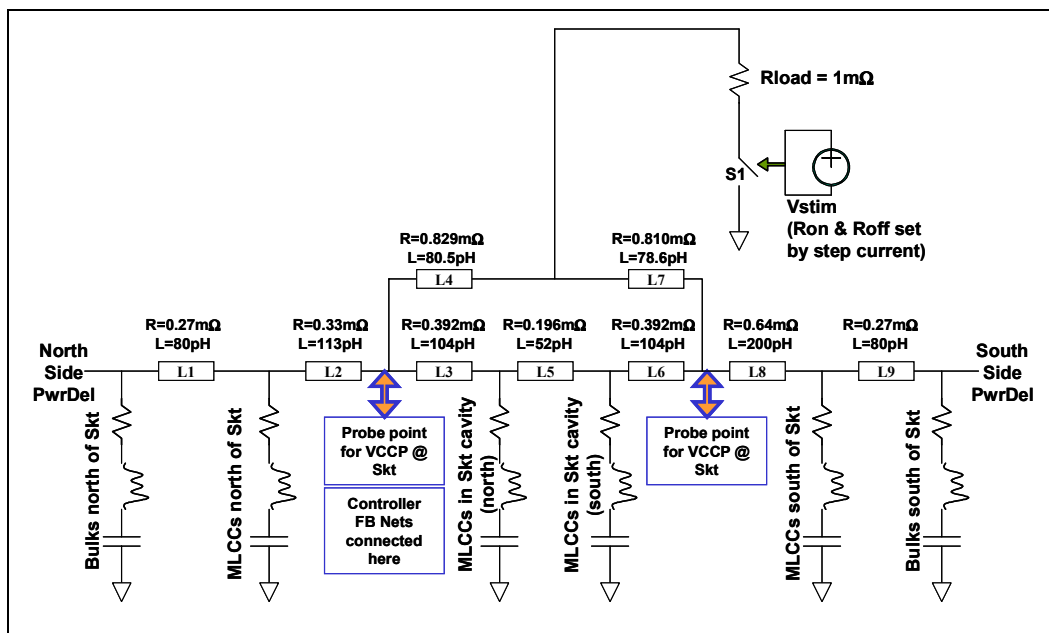 Rload = 1mΩ
S1
Vstim
(Ron & Roff set
by step current)
R=0.829mΩ
L=80.5pH
L4
R=0.810mΩ
L=78.6pH
L7
North
Side
PwrDel
R=0.27mΩ
L=80pH
L1
R=0.33mΩ
L=113pH
L2
R=0.392mΩ
L=104pH
L3
R=0.196mΩ
L=52pH
L5
R=0.392mΩ
L=104pH
L6
R=0.64mΩ
L=200pH
L8
R=0.27mΩ
L=80pH
L9
South
Side
PwrDel
Bulks north of Skt
MLCCs north of Skt
Probe point
for VCCP @
Skt
Controller
FB Nets
connected
here
MLCCs in Skt cavity
(north)
MLCCs in Skt cavity
(south)
Probe point
for VCCP @
Skt
MLCCs south of Skt
Bulks south of Skt